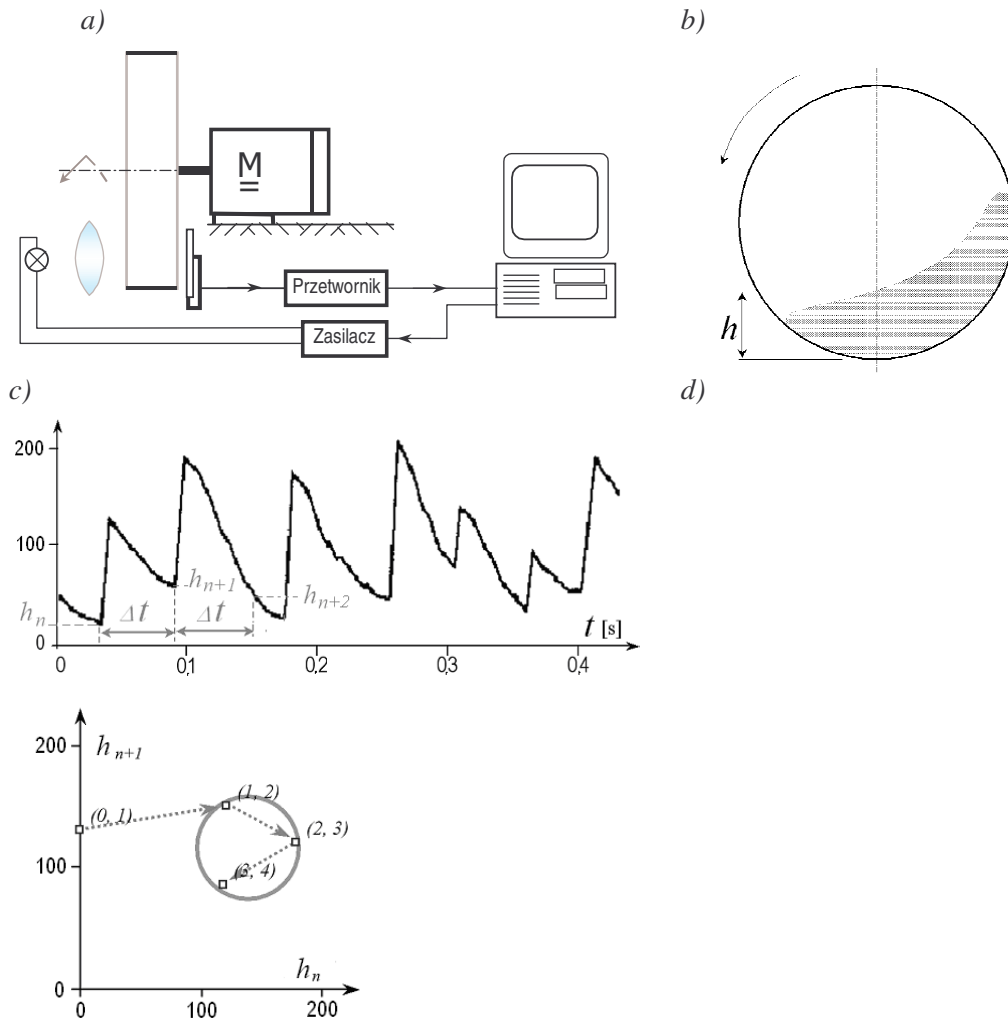 a)
b)
M
Przetwornik
Zasilacz
h
c)
d)
200
100
0
h_n
Δt
h_{n+1}
Δt
h_{n+2}
t [s]
0
0,1
0,2
0,3
0,4
200
h_{n+1}
(1, 2)
(0, 1)
(2, 3)
100
, 4)
h_n
0
0
100
200